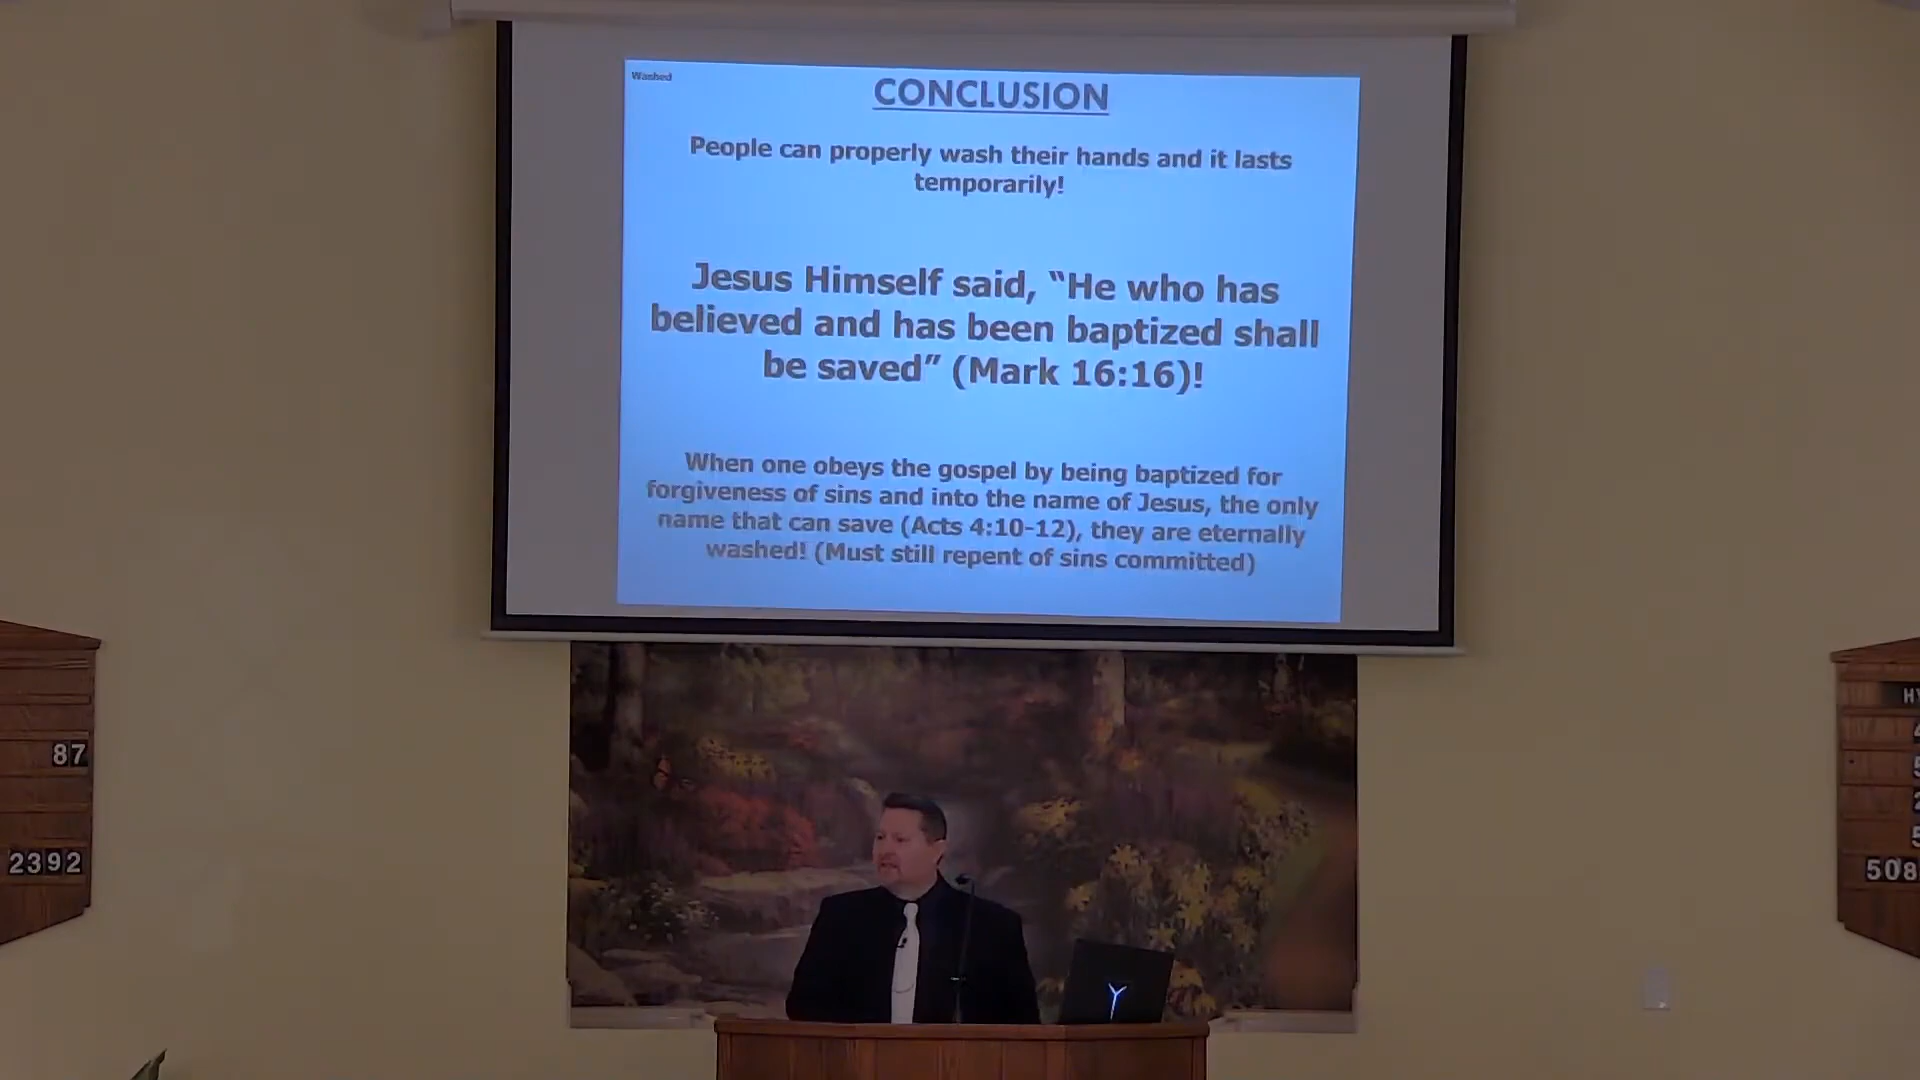 Washed
CONCLUSION
People can properly wash their hands and it lasts
temporarily!
Jesus Himself said, “He who has
believed and has been baptized shall
be saved” (Mark 16:16)!
When one obeys the gospel by being baptized for
forgiveness of sins and into the name of Jesus, the only
name that can save (Acts 4:10-12), they are eternally
washed! (Must still repent of sins committed)
87
2392
508